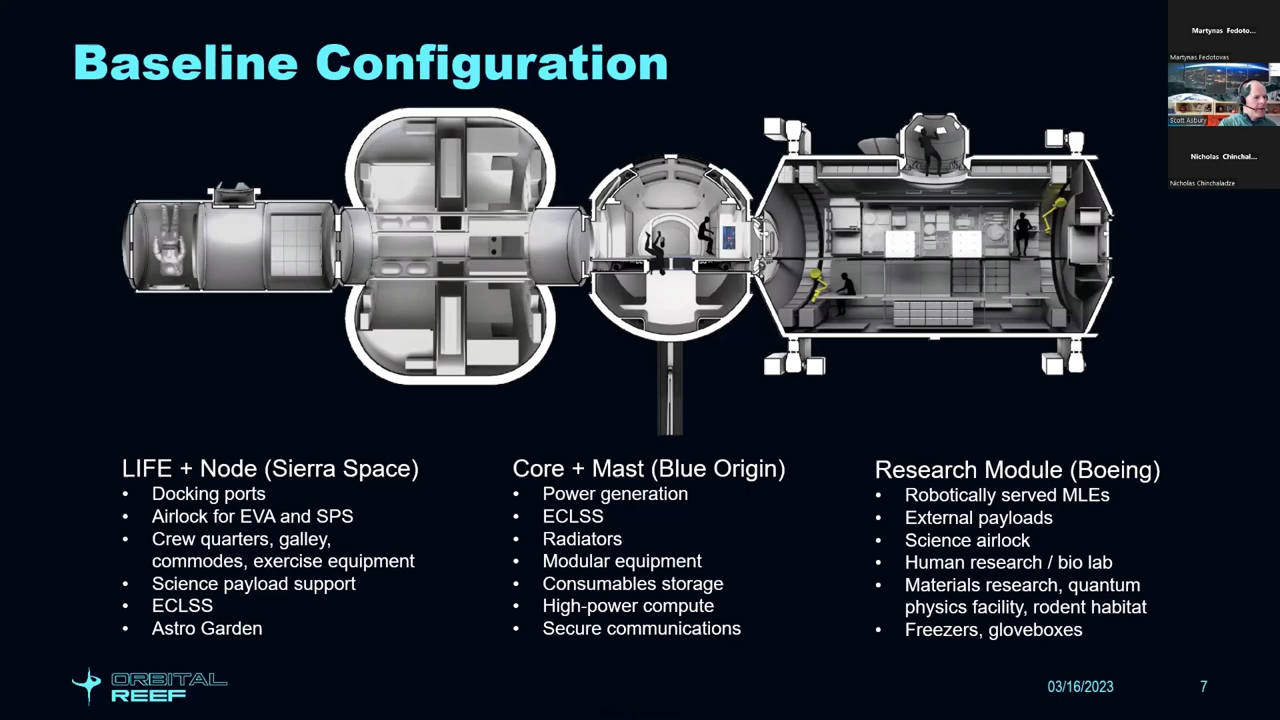 Baseline Configuration
Martynas Fedoto...
Martynas Fedotovas
Scott Asbury
Nicholas Chinchal...
Nicholas Chinchaladze
LIFE + Node (Sierra Space)
• Docking ports
• Airlock for EVA and SPS
• Crew quarters, galley,
commodes, exercise equipment
• Science payload support
• ECLSS
• Astro Garden
Core + Mast (Blue Origin)
• Power generation
• ECLSS
• Radiators
• Modular equipment
• Consumables storage
• High-power compute
• Secure communications
Research Module (Boeing)
• Robotically served MLEs
• External payloads
• Science airlock
• Human research / bio lab
• Materials research, quantum
physics facility, rodent habitat
• Freezers, gloveboxes
ORBITAL
REEF
03/16/2023
7